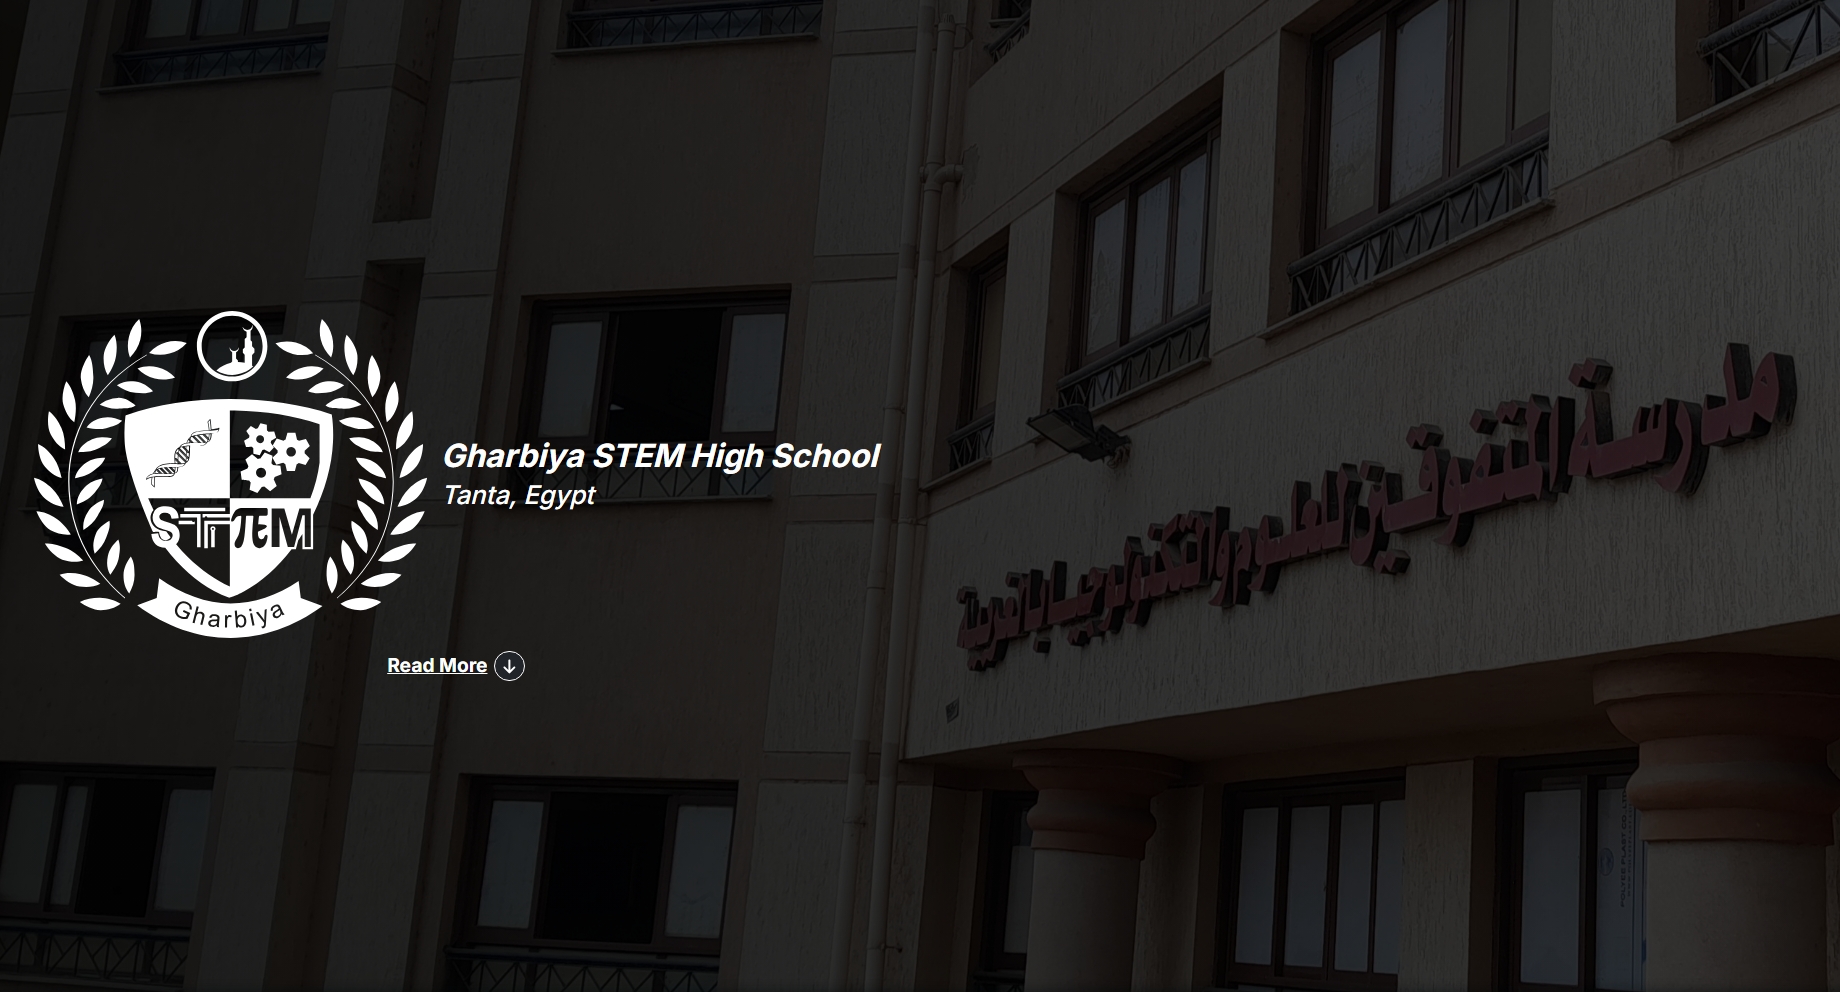 Gharbiya STEM High School
Tanta, Egypt
STEM
Gharbiya
Read More
مدرسة المتفوقين للعلوم والتكنولوجيا بالغربية